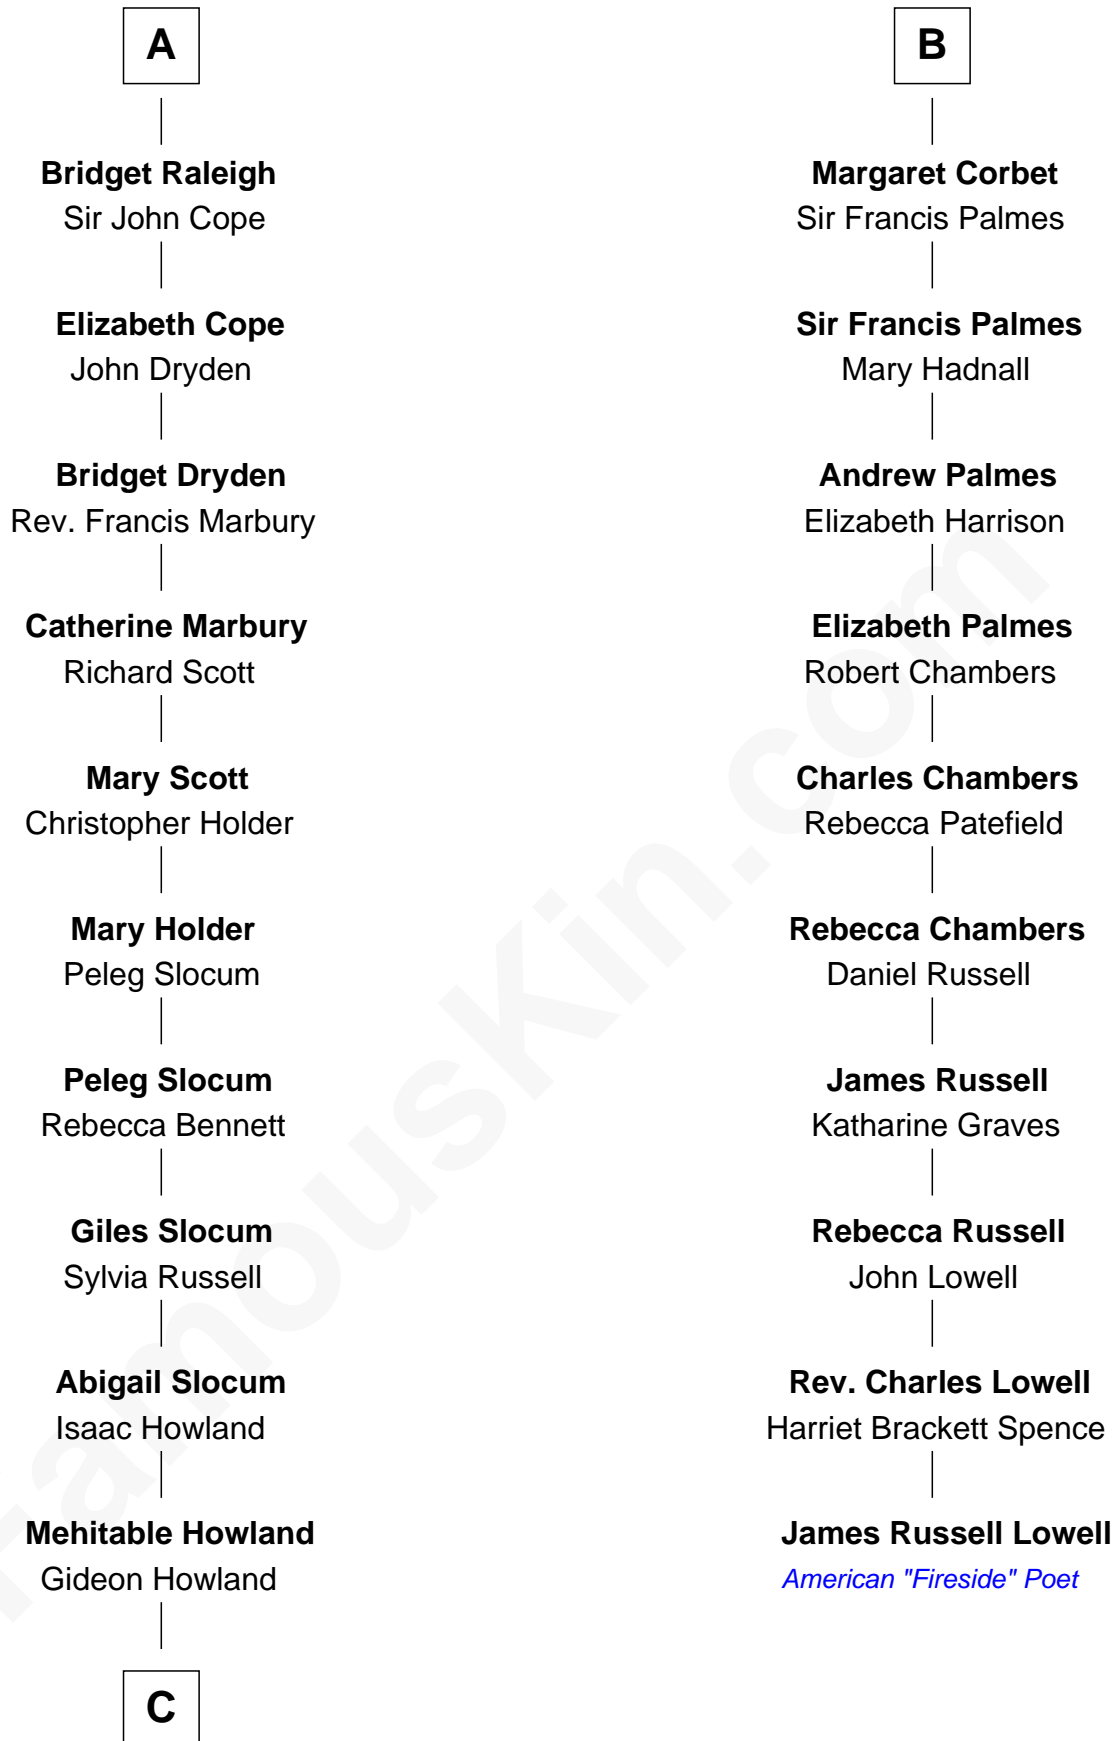 A
Bridget Raleigh
Sir John Cope
Elizabeth Cope
John Dryden
Bridget Dryden
Rev. Francis Marbury
Catherine Marbury
Richard Scott
Mary Scott
Christopher Holder
Mary Holder
Peleg Slocum
Peleg Slocum
Rebecca Bennett
Giles Slocum
Sylvia Russell
Abigail Slocum
Isaac Howland
Mehitable Howland
Gideon Howland
C
B
Margaret Corbet
Sir Francis Palmes
Sir Francis Palmes
Mary Hadnall
Andrew Palmes
Elizabeth Harrison
Elizabeth Palmes
Robert Chambers
Charles Chambers
Rebecca Patefield
Rebecca Chambers
Daniel Russell
James Russell
Katharine Graves
Rebecca Russell
John Lowell
Rev. Charles Lowell
Harriet Brackett Spence
James Russell Lowell
American "Fireside" Poet
FamousKin.com